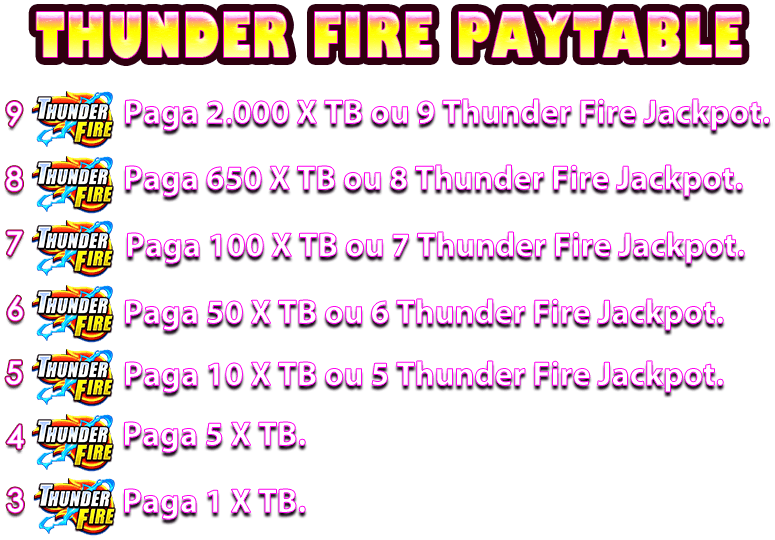 THUNDER FIRE PAYTABLE
9 THUNDER FIRE Paga 2.000 X TB ou 9 Thunder Fire Jackpot.
8 THUNDER FIRE Paga 650 X TB ou 8 Thunder Fire Jackpot.
7 THUNDER FIRE Paga 100 X TB ou 7 Thunder Fire Jackpot.
6 THUNDER FIRE Paga 50 X TB ou 6 Thunder Fire Jackpot.
5 THUNDER FIRE Paga 10 X TB ou 5 Thunder Fire Jackpot.
4 THUNDER FIRE Paga 5 X TB.
3 THUNDER FIRE Paga 1 X TB.